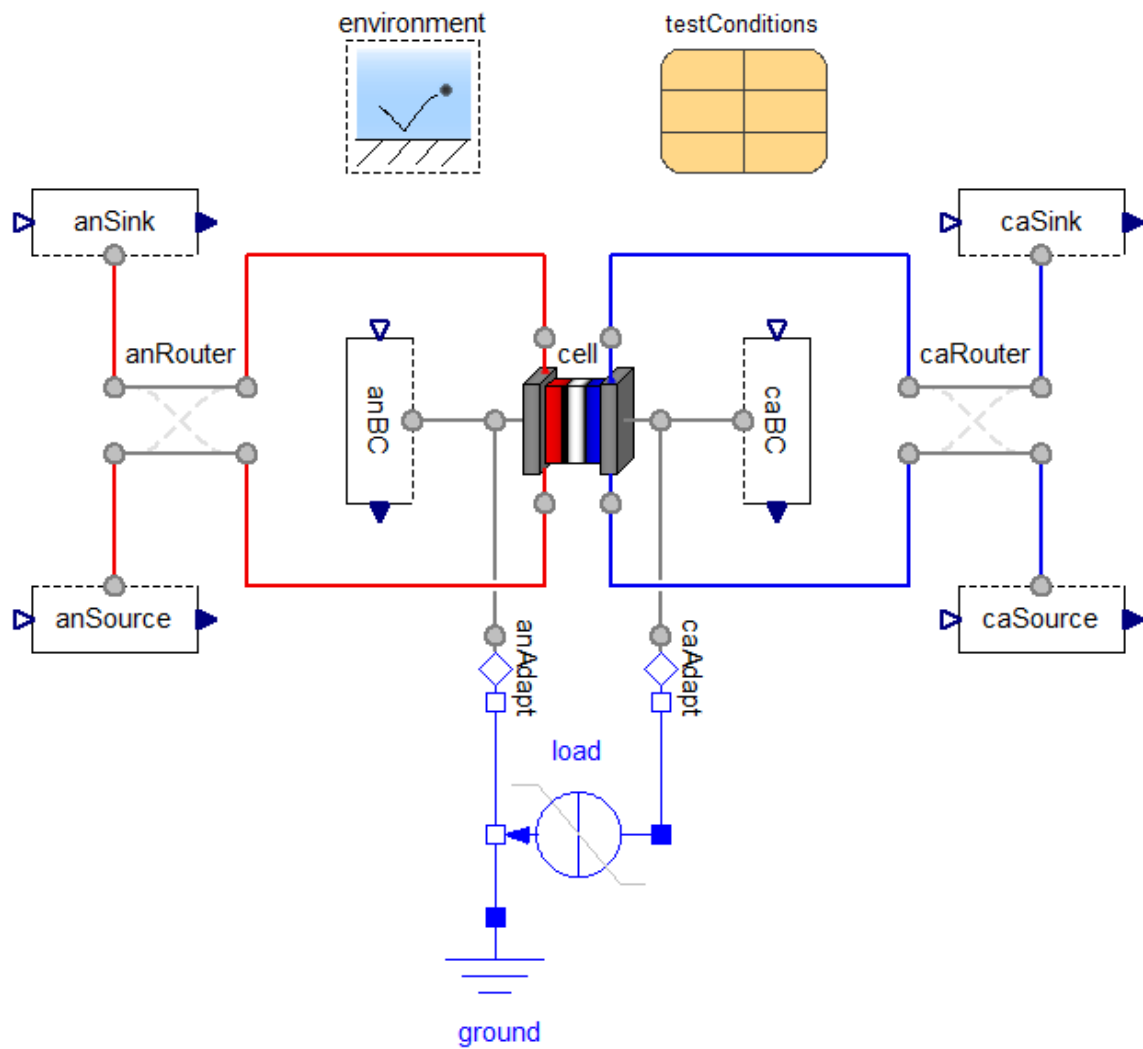 environment
testConditions
anSink
caSink
anRouter
cell
caRouter
anBC
caBC
anSource
caSource
anAdapt
caAdapt
load
ground